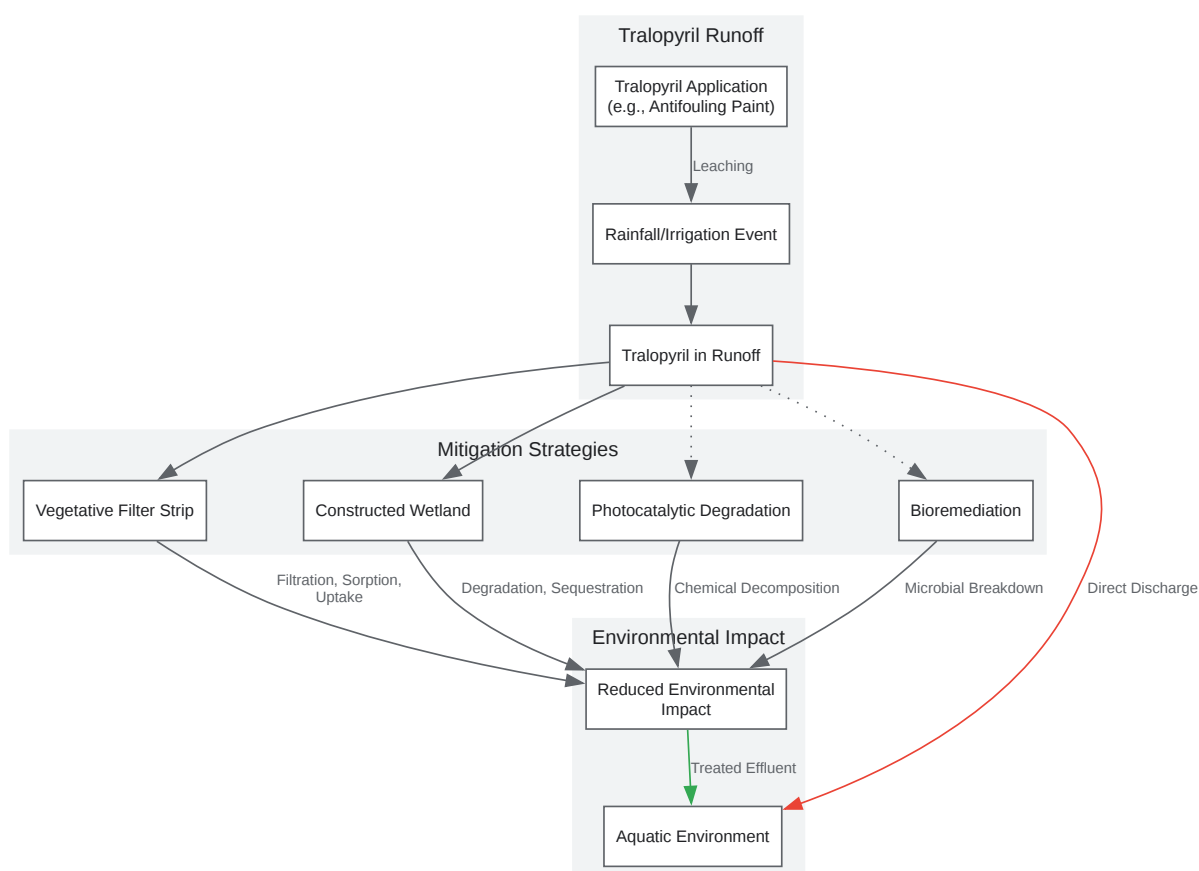 Tralopyril Runoff
Tralopyril Application
(e.g., Antifouling Paint)
Leaching
Rainfall/Irrigation Event
Tralopyril in Runoff
Mitigation Strategies
Vegetative Filter Strip
Constructed Wetland
Photocatalytic Degradation
Bioremediation
Filtration, Sorption,
Uptake
Degradation, Sequestration
Chemical Decomposition
Microbial Breakdown
Direct Discharge
Environmental Impact
Reduced Environmental
Impact
Treated Effluent
Aquatic Environment